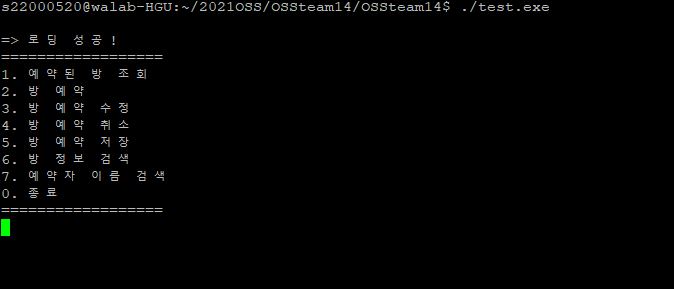 s22000520@walab-HGU:~/2021OSS/OSSteam14/OSSteam14$ ./test.exe
=> 로딩 성공!
==================
1. 예약된 방 조회
2. 방 예약
3. 방 예약 수정
4. 방 예약 취소
5. 방 예약 저장
6. 방 정보 검색
7. 예약자 이름 검색
0. 종료
==================